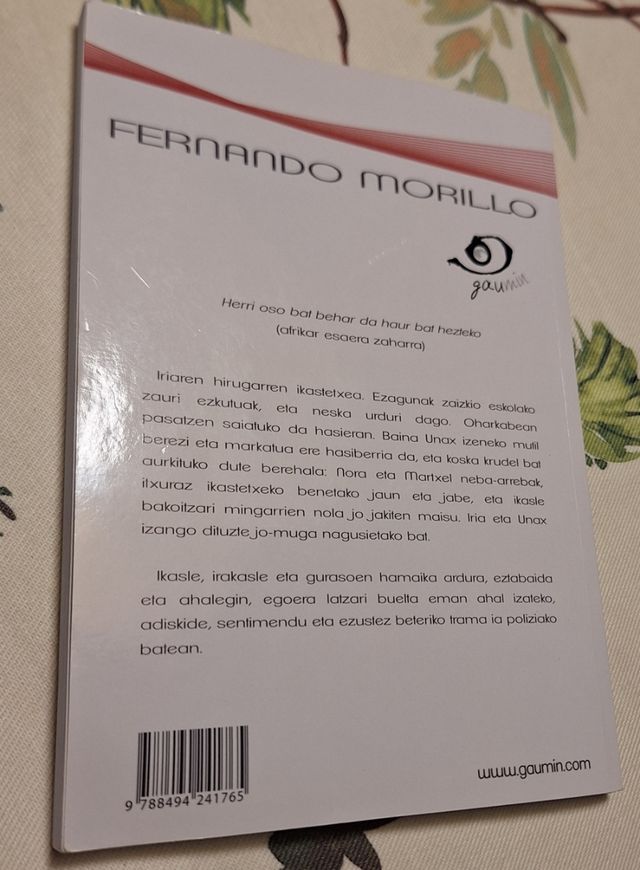 FERNANDO MORILLO
gaumin
Herri oso bat behar da haur bat hezteko
(afrikar esaera zaharra)
Iriaren hirugarren ikastetxea. Ezagunak zaizkio eskolako
zauri ezkutuak, eta neska urduri dago. Oharkabean
pasatzen saiatuko da hasieran. Baina Unax izeneko mutil
berezi eta markatua ere hasiberria da, eta koska krudel bat
aurkituko dute berehala: Nora eta Martxel neba-arrebak,
itxuraz ikastetxeko benetako jaun eta jabe, eta ikasle
bakoitzari mingarrien nola jo jakiten maisu. Iria eta Unax
izango dituzte jo-muga nagusietako bat.
Ikasle, irakasle eta gurasoen hamaika ardura, eztabaida
eta ahalegin, egoera latzari buelta eman ahal izateko,
adiskide, sentimendu eta ezustez beteriko trama ia poliziako
batean.
9 788494 241765
www.gaumin.com